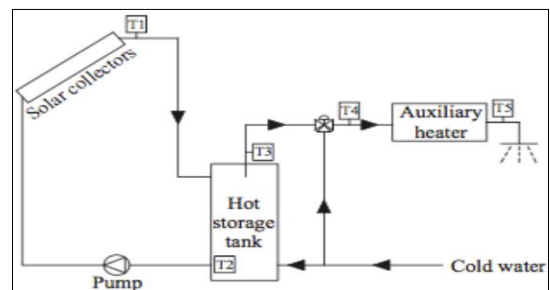 T1
Solar collectors
T4
Auxiliary
heater
T5
T3
Hot
storage
tank
T2
Pump
Cold water